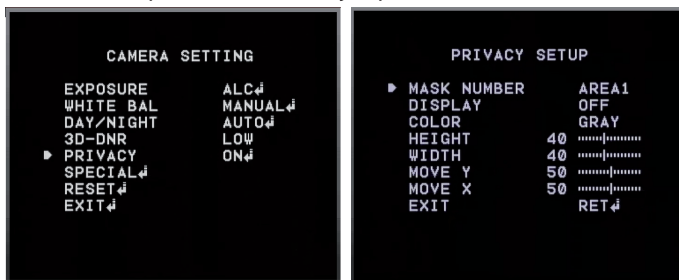 CAMERA SETTING
EXPOSURE ALC↲
WHITE BAL MANUAL↲
DAY/NIGHT AUTO↲
3D-DNR LOW
PRIVACY ON↲
SPECIAL↲
RESET↲
EXIT↲
PRIVACY SETUP
MASK NUMBER AREA1
DISPLAY OFF
COLOR GRAY
HEIGHT 40
WIDTH 40
MOVE Y 50
MOVE X 50
EXIT RET↲